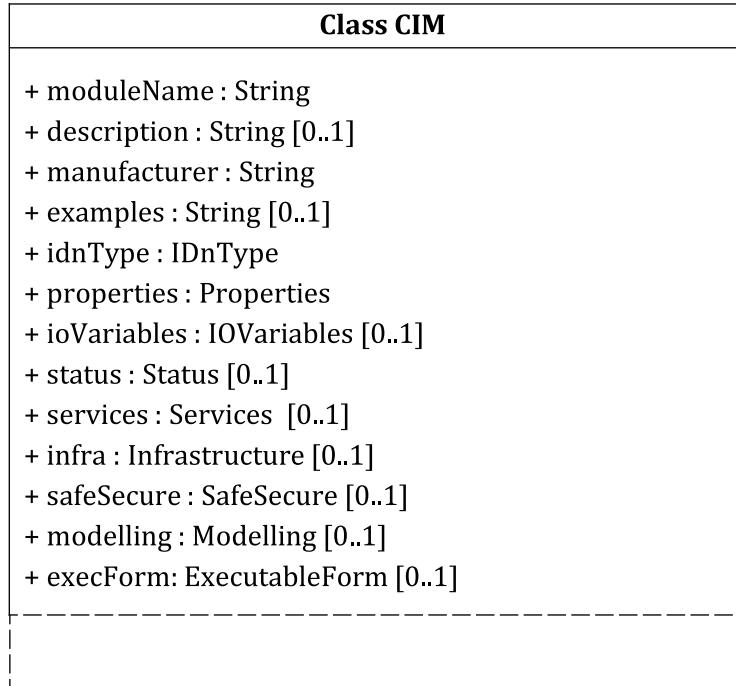 Class CIM
+ moduleName : String
+ description : String [0..1]
+ manufacturer : String
+ examples : String [0..1]
+ idnType : IDnType
+ properties : Properties
+ ioVariables : IOVariables [0..1]
+ status : Status [0..1]
+ services : Services [0..1]
+ infra : Infrastructure [0..1]
+ safeSecure : SafeSecure [0..1]
+ modelling : Modelling [0..1]
+ execForm: ExecutableForm [0..1]